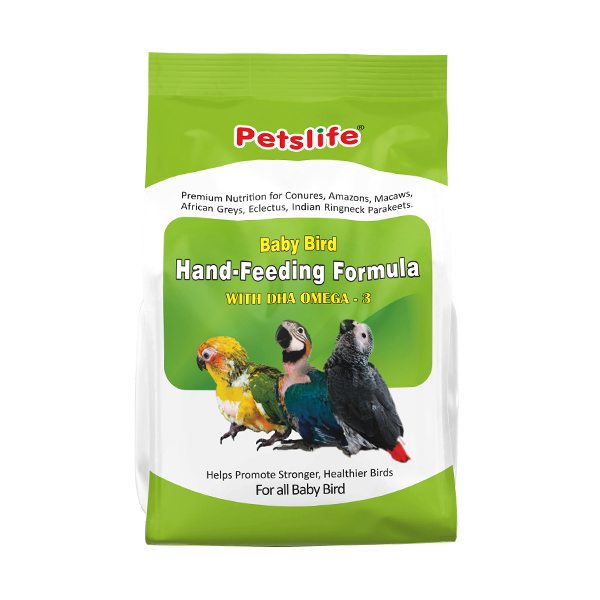 Petslife®
Premium Nutrition for Conures, Amazons, Macaws,
African Greys, Eclectus, Indian Ringneck Parakeets.
Baby Bird
Hand-Feeding Formula
WITH DHA OMEGA - 3
Helps Promote Stronger, Healthier Birds
For all Baby Bird